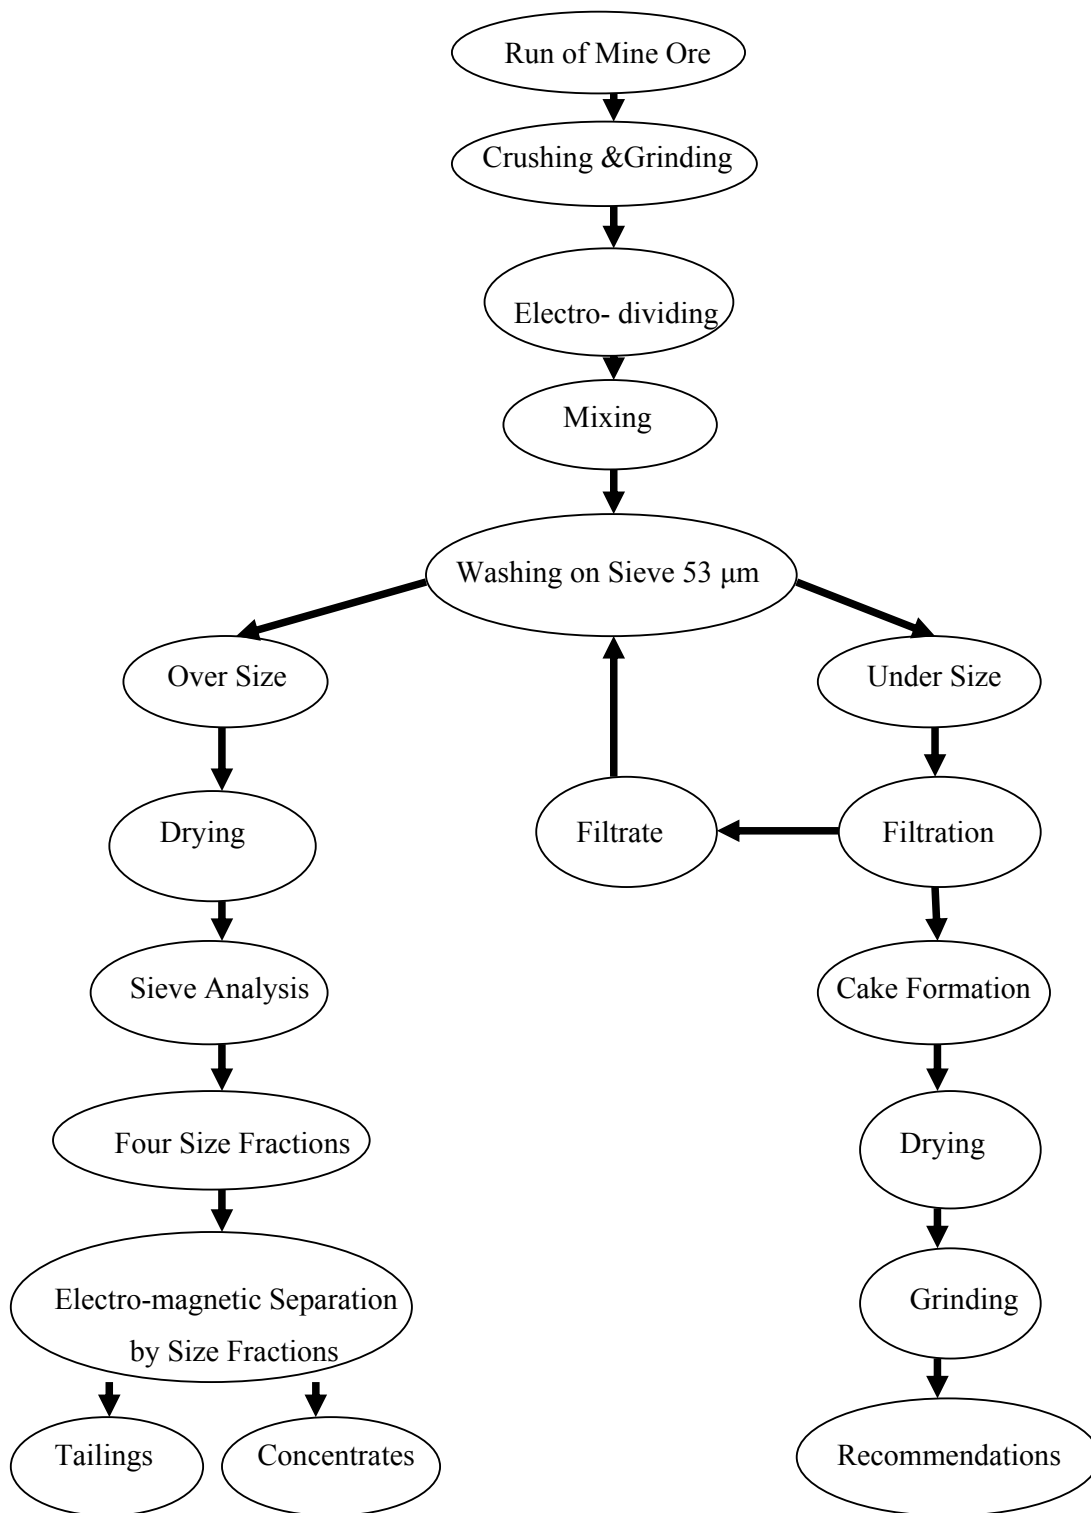 Run of Mine Ore
Crushing &Grinding
Electro- dividing
Mixing
Washing on Sieve 53 μm
Over Size
Under Size
Drying
Filtrate
Filtration
Sieve Analysis
Cake Formation
Four Size Fractions
Drying
Electro-magnetic Separation
by Size Fractions
Grinding
Tailings
Concentrates
Recommendations